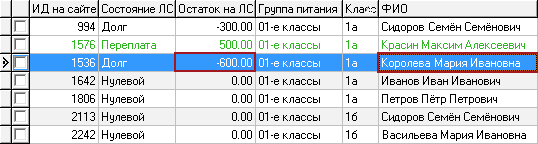 ИД на сайте Состояние ЛС Остаток на ЛС Группа питания Класс ФИО
994 Долг -300.00 01-е классы 1а Сидоров Семён Семёнович
1576 Переплата 500.00 01-е классы 1а Красин Максим Алексеевич
1536 Долг -600.00 01-е классы 1а Королева Мария Ивановна
1642 Нулевой 0.00 01-е классы 1а Иванов Иван Иванович
1806 Нулевой 0.00 01-е классы 1а Петров Пётр Петрович
2113 Нулевой 0.00 01-е классы 1б Сидоров Семён Семёнович
2242 Нулевой 0.00 01-е классы 1б Васильева Мария Ивановна